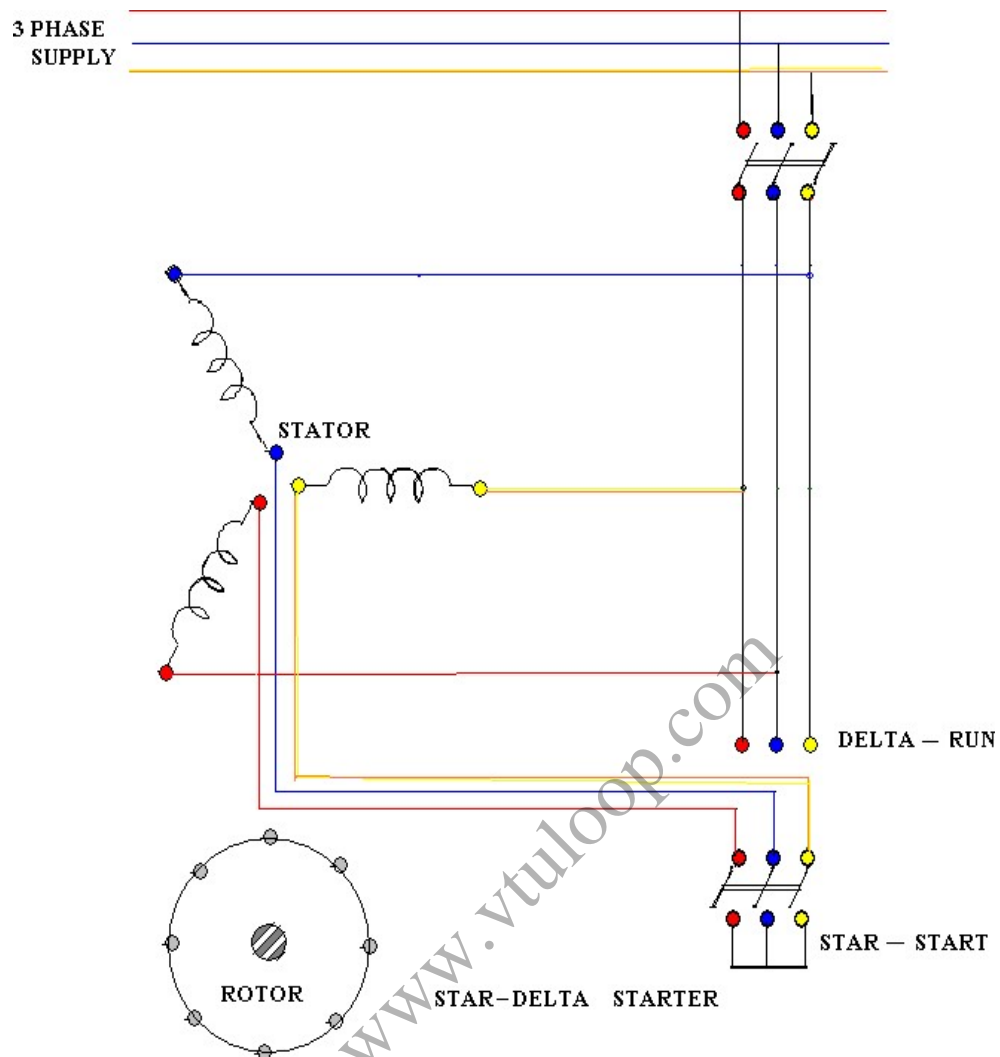 3 PHASE
SUPPLY
STATOR
DELTA – RUN
STAR – START
ROTOR
STAR–DELTA STARTER
www.vtuloop.com